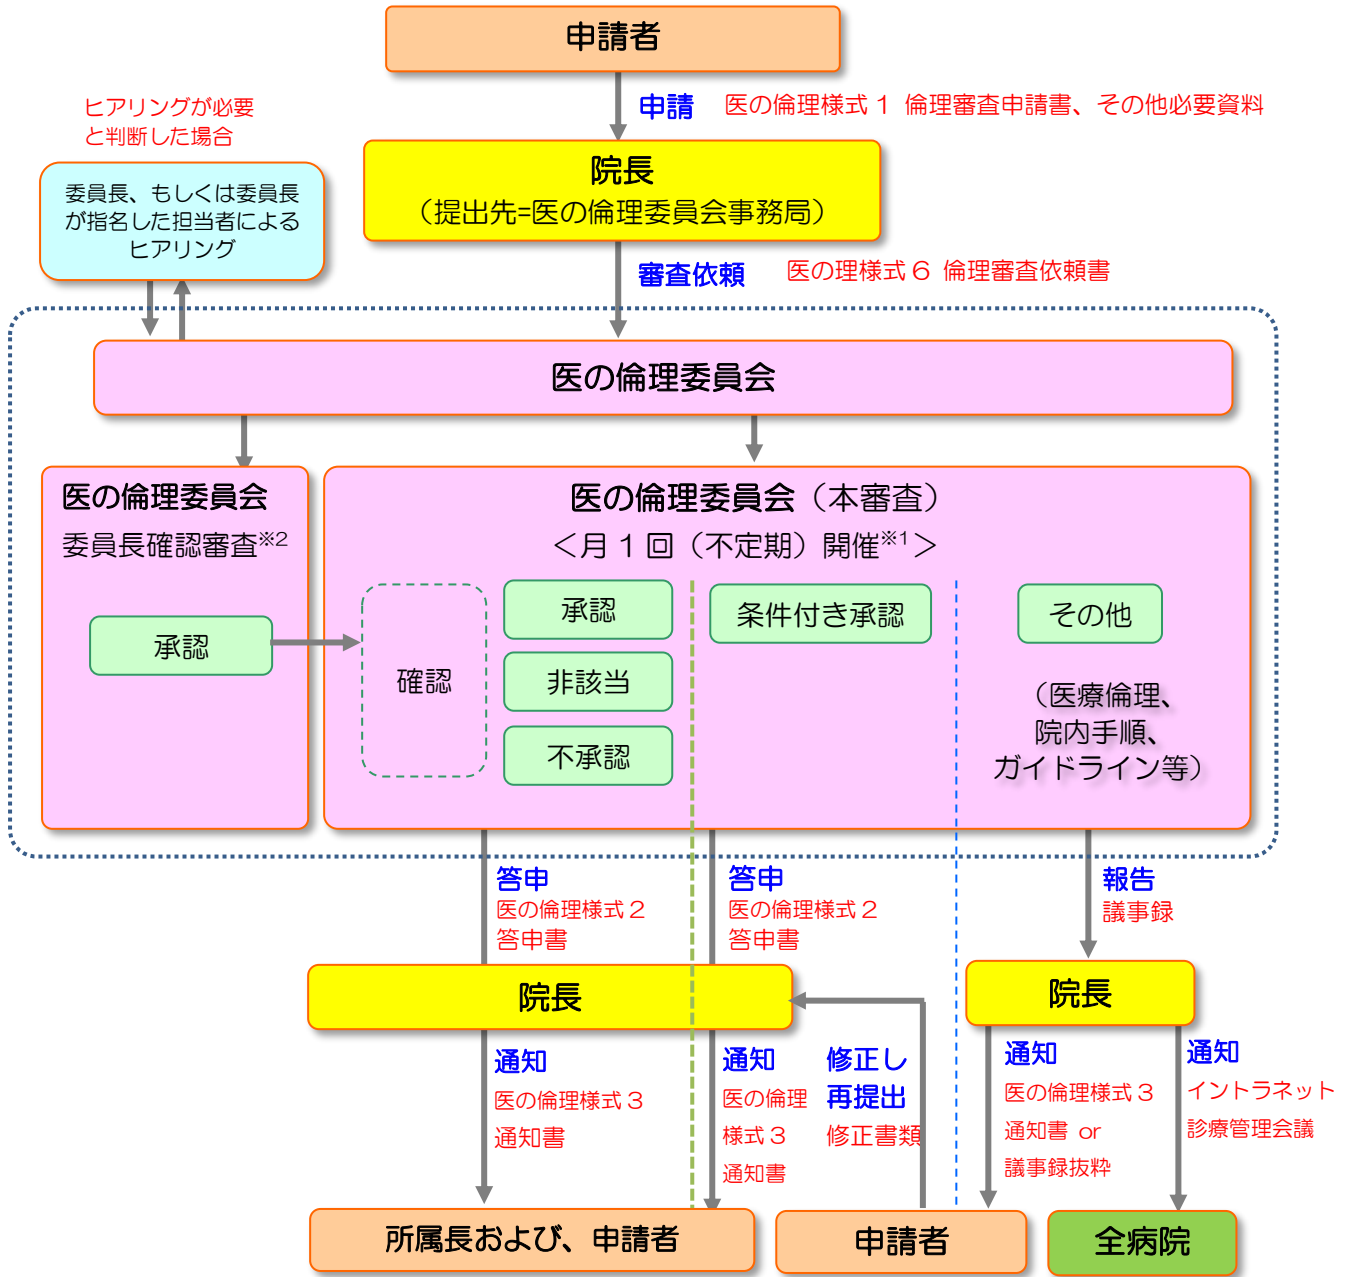 申請者
申請
医の倫理様式1 倫理審査申請書、その他必要資料
ヒアリングが必要
と判断した場合
院長
（提出先=医の倫理委員会事務局）
委員長、もしくは委員長
が指名した担当者による
ヒアリング
審査依頼
医の理様式6 倫理審査依頼書
医の倫理委員会
医の倫理委員会
委員長確認審査※2
承認
医の倫理委員会（本審査）
＜月1回（不定期）開催※1＞
確認
承認
非該当
不承認
条件付き承認
その他
（医療倫理、
院内手順、
ガイドライン等）
答申
医の倫理様式2
答申書
答申
医の倫理様式2
答申書
報告
議事録
院長
院長
通知
医の倫理様式3
通知書
通知
医の倫理
様式3
通知書
修正し
再提出
修正書類
通知
医の倫理様式3
通知書 or
議事録抜粋
通知
イントラネット
診療管理会議
所属長および、申請者
申請者
全病院